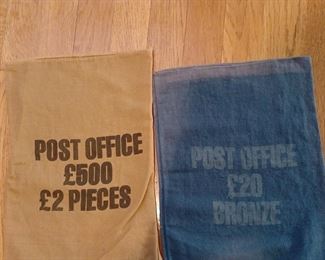 POST OFFICE
£500
£2 PIECES
POST OFFICE
£20
BRONZE